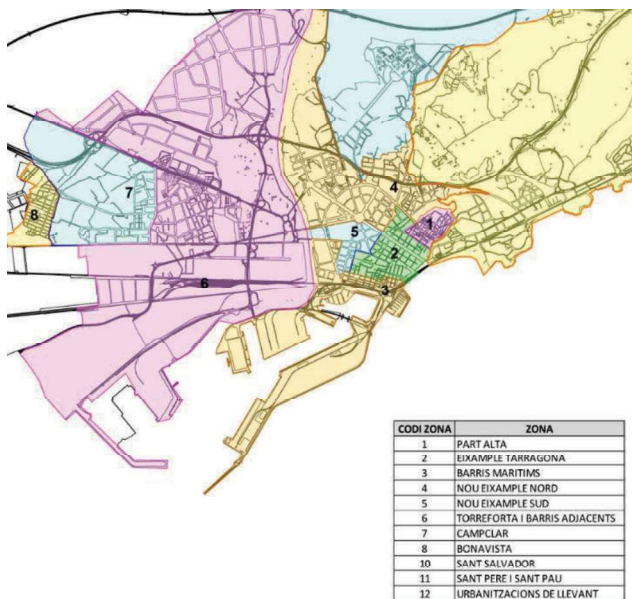 4
7
8
1
5
2
6
3
CODI ZONA ZONA
1 PART ALTA
2 EIXAMPLE TARRAGONA
3 BARRIS MARITIMS
4 NOU EIXAMPLE NORD
5 NOU EIXAMPLE SUD
6 TORREFORTA I BARRIS ADJACENTS
7 CAMPCLAR
8 BONAVISTA
10 SANT SALVADOR
11 SANT PERE I SANT PAU
12 URBANITZACIONS DE LLEVANT